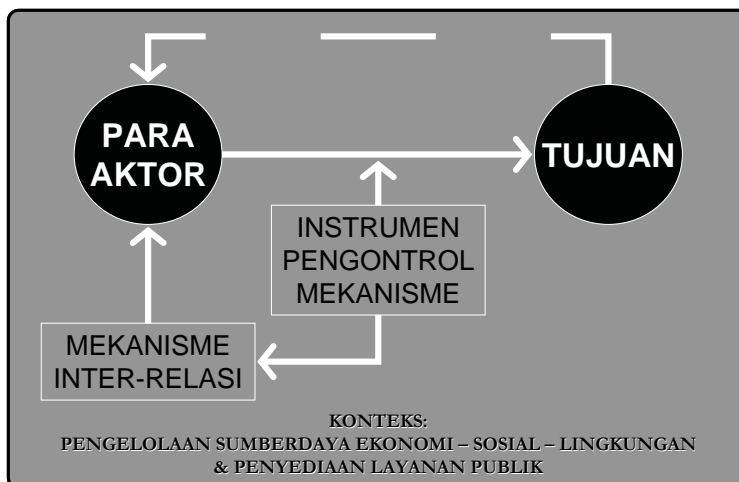 PARA
AKTOR
TUJUAN
INSTRUMEN
PENGONTROL
MEKANISME
MEKANISME
INTER-RELASI
KONTEKS:
PENGELOLAAN SUMBERDAYA EKONOMI – SOSIAL – LINGKUNGAN
& PENYEDIAAN LAYANAN PUBLIK